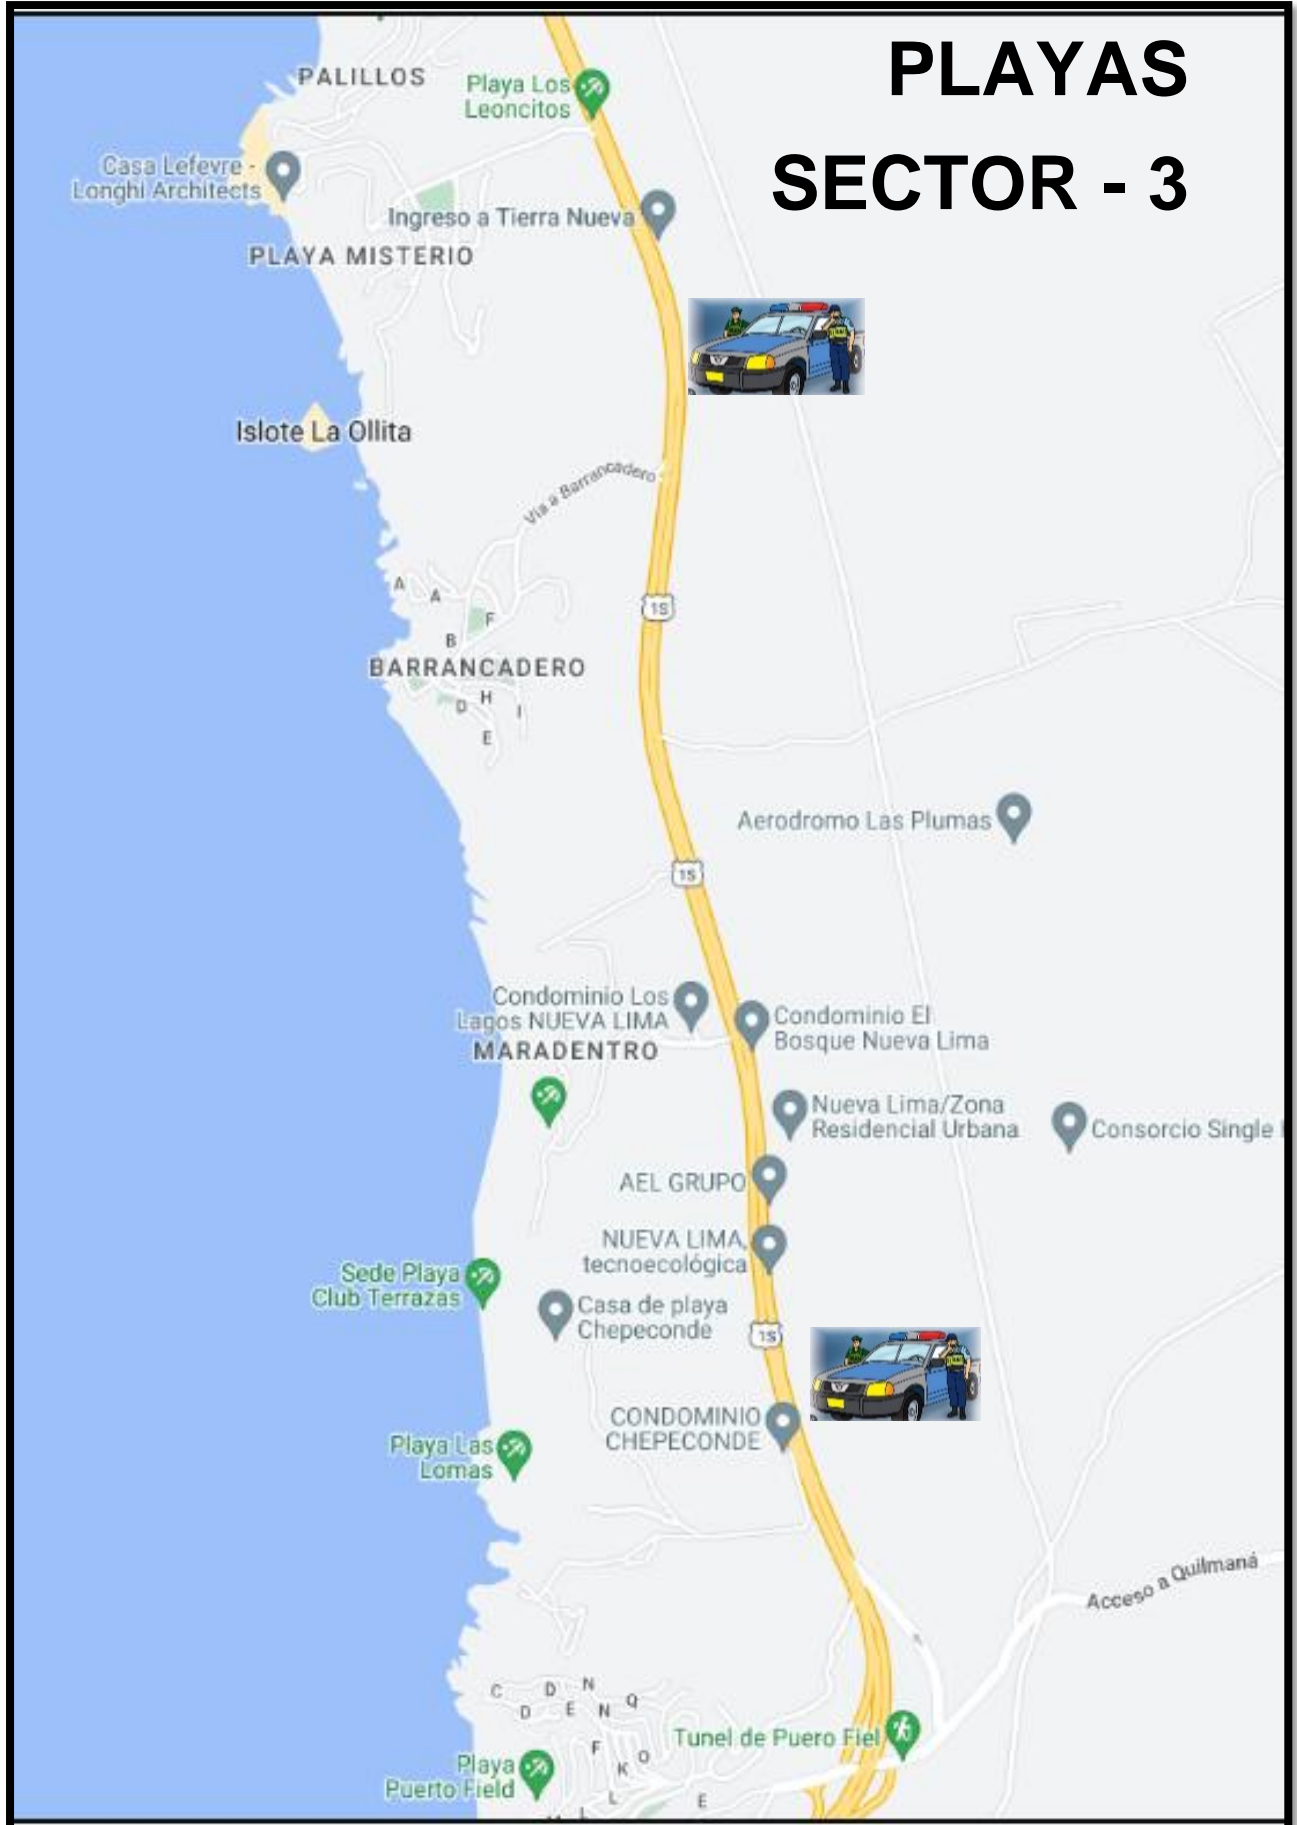 PLAYAS
SECTOR - 3
PALILLOS
Playa Los
Leoncitos
Casa Lefevre -
Longhi Architects
Ingreso a Tierra Nueva
PLAYA MISTERIO
Islote La Ollita
Vía a Barrancadero
1S
A
A
F
B
BARRANCADERO
H
D
I
E
Aerodromo Las Plumas
1S
Condominio Los
Lagos NUEVA LIMA
Condominio El
Bosque Nueva Lima
MARADENTRO
Nueva Lima/Zona
Residencial Urbana
Consorcio Single
AEL GRUPO
NUEVA LIMA,
tecnoecológica
Sede Playa
Club Terrazas
Casa de playa
Chepeconde
1S
CONDOMINIO
CHEPECONDE
Playa Las
Lomas
Acceso a Quilmaná
C
D
N
D
E
N
Q
Tunel de Puero Fiel
F
O
K
Playa
Puerto Field
L
E
L